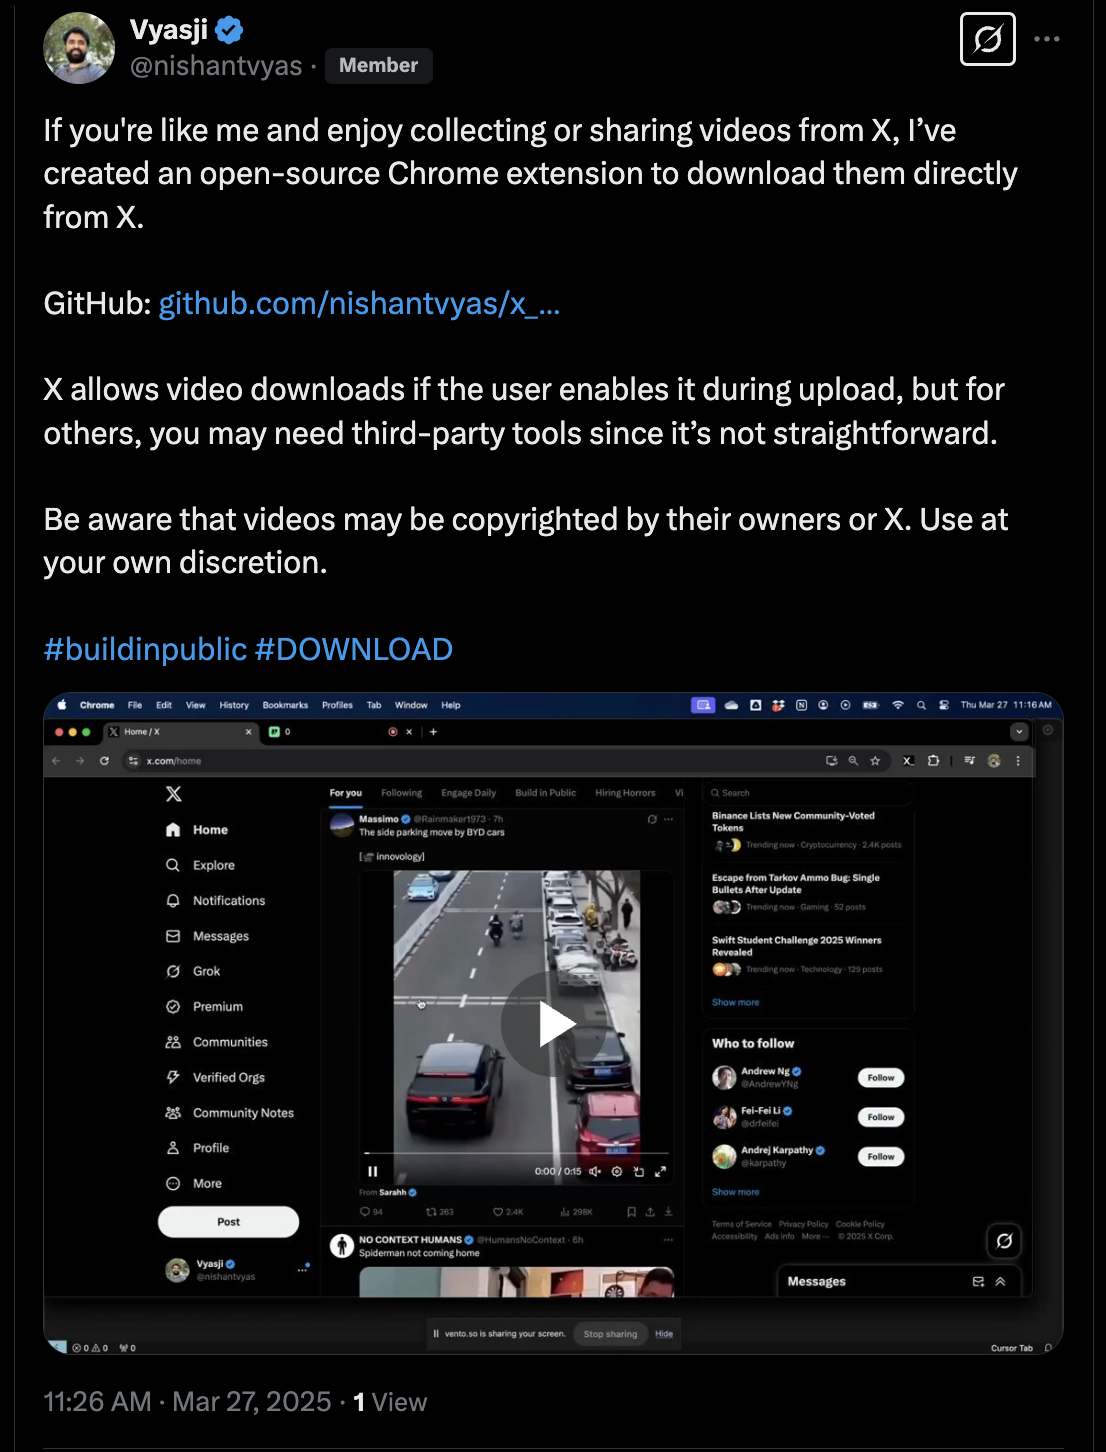 Vyasji
@nishantvyas · Member
If you're like me and enjoy collecting or sharing videos from X, I’ve
created an open-source Chrome extension to download them directly
from X.
GitHub: github.com/nishantvyas/x_...
X allows video downloads if the user enables it during upload, but for
others, you may need third-party tools since it’s not straightforward.
Be aware that videos may be copyrighted by their owners or X. Use at
your own discretion.
#buildinpublic #DOWNLOAD
Chrome File Edit View History Bookmarks Profiles Tab Window Help Thu Mar 27 11:16 AM
Home / X 0
x.com/home
For you Following Engage Daily Build in Public Hiring Horrors Vi
Search
Home
Explore
Notifications
Messages
Grok
Premium
Communities
Verified Orgs
Community Notes
Profile
More
Post
Vyasji
@nishantvyas
Massimo @Rainmaker1973 · 7h
The side parking move by BYD cars
[📹 innovology]
0:00 / 0:15
From Sarahh
94 263 2.4K 298K
NO CONTEXT HUMANS @HumansNoContext · 6h
Spiderman not coming home
Binance Lists New Community-Voted
Tokens
Trending now · Cryptocurrency · 2.4K posts
Escape from Tarkov Ammo Bug: Single
Bullets After Update
Trending now · Gaming · 52 posts
Swift Student Challenge 2025 Winners
Revealed
Trending now · Technology · 129 posts
Show more
Who to follow
Andrew Ng
@AndrewYNg
Follow
Fei-Fei Li
@drfeifei
Follow
Andrej Karpathy
@karpathy
Follow
Show more
Terms of Service Privacy Policy Cookie Policy
Accessibility Ads info More ··· © 2025 X Corp.
Messages
vento.so is sharing your screen. Stop sharing Hide
0 0 0 Cursor Tab
11:26 AM · Mar 27, 2025 · 1 View